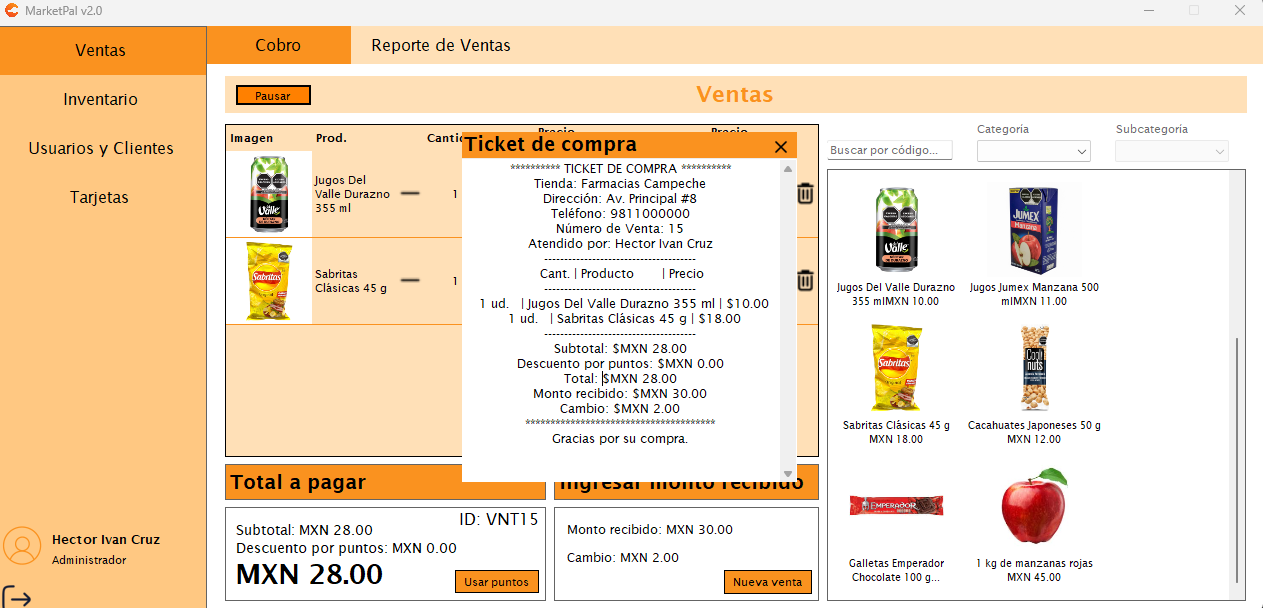 MarketPal v2.0
Ventas
Inventario
Usuarios y Clientes
Tarjetas
Hector Ivan Cruz
Administrador
Cobro
Reporte de Ventas
Pausar
Ventas
Imagen Prod.
Jugos Del
Valle Durazno
355 ml
1
Sabritas
Clásicas 45 g
1
Ticket de compra
********** TICKET DE COMPRA **********
Tienda: Farmacias Campeche
Dirección: Av. Principal #8
Teléfono: 9811000000
Número de Venta: 15
Atendido por: Hector Ivan Cruz
--------------------------------------
Cant. | Producto | Precio
--------------------------------------
1 ud. | Jugos Del Valle Durazno 355 ml | $10.00
1 ud. | Sabritas Clásicas 45 g | $18.00
--------------------------------------
Subtotal: $MXN 28.00
Descuento por puntos: $MXN 0.00
Total: $MXN 28.00
Monto recibido: $MXN 30.00
Cambio: $MXN 2.00
**************************************
Gracias por su compra.
Total a pagar
Subtotal: MXN 28.00
ID: VNT15
Descuento por puntos: MXN 0.00
MXN 28.00
Usar puntos
Ingresar monto recibido
Monto recibido: MXN 30.00
Cambio: MXN 2.00
Nueva venta
Buscar por código...
Categoría
Subcategoría
Jugos Del Valle Durazno
355 mlMXN 10.00
Jugos Jumex Manzana 500
mlMXN 11.00
Sabritas Clásicas 45 g
MXN 18.00
Cacahuates Japoneses 50 g
MXN 12.00
Galletas Emperador
Chocolate 100 g...
1 kg de manzanas rojas
MXN 45.00